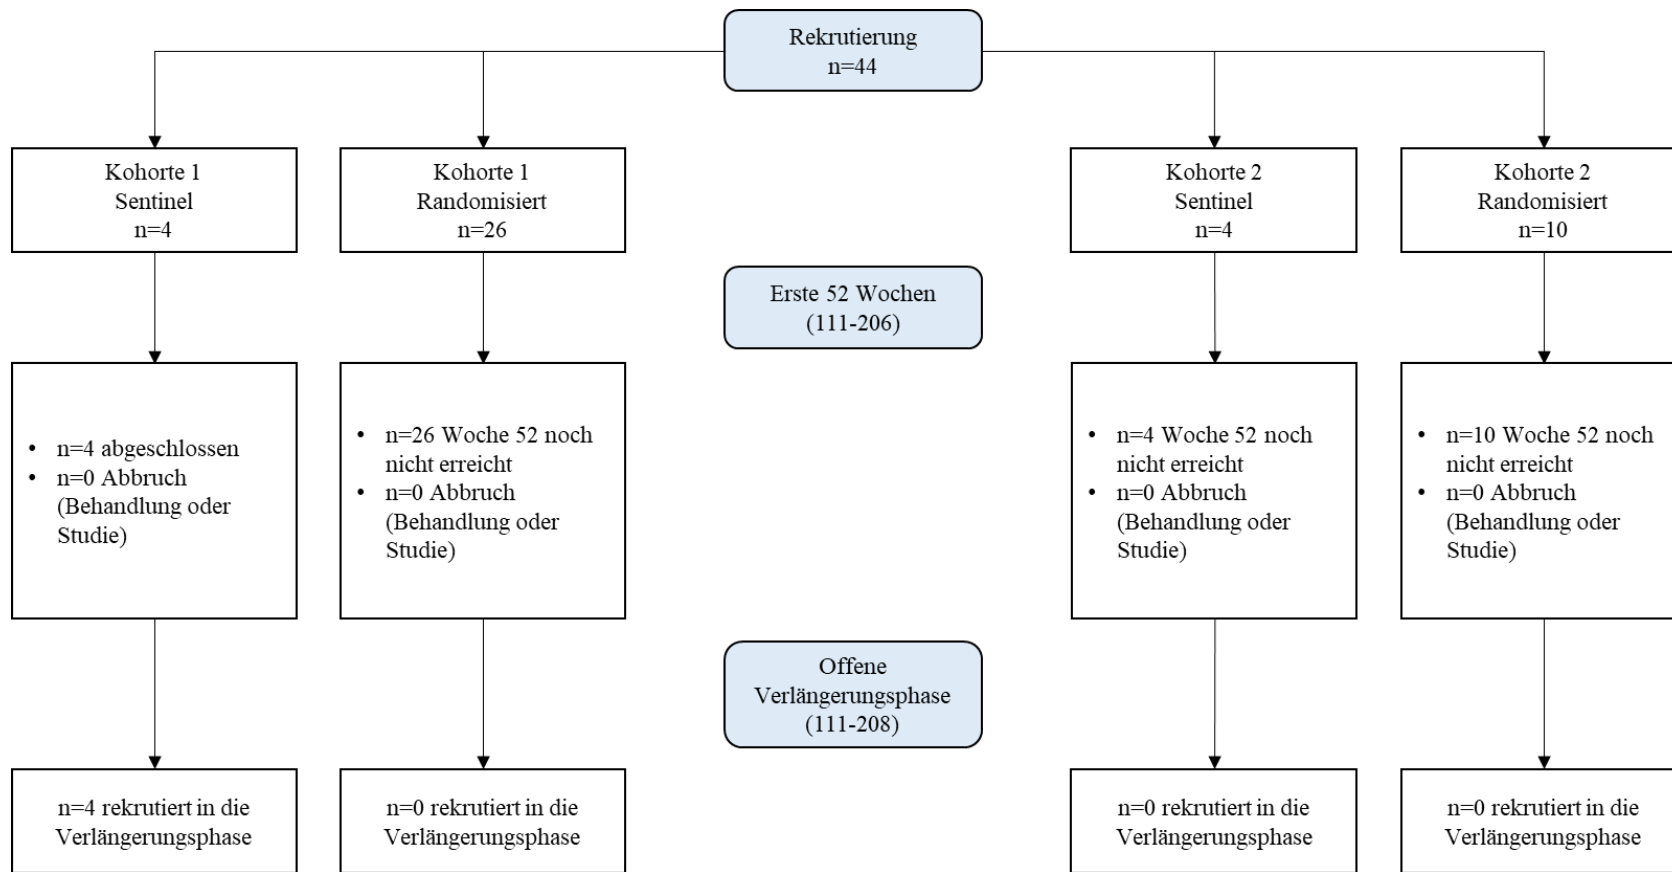 Rekrutierung
n=44
Kohorte 1
Sentinel
n=4
Kohorte 1
Randomisiert
n=26
Kohorte 2
Sentinel
n=4
Kohorte 2
Randomisiert
n=10
Erste 52 Wochen
(111-206)
• n=4 abgeschlossen
• n=0 Abbruch
(Behandlung oder
Studie)
• n=26 Woche 52 noch
nicht erreicht
• n=0 Abbruch
(Behandlung oder
Studie)
• n=4 Woche 52 noch
nicht erreicht
• n=0 Abbruch
(Behandlung oder
Studie)
• n=10 Woche 52 noch
nicht erreicht
• n=0 Abbruch
(Behandlung oder
Studie)
Offene
Verlängerungsphase
(111-208)
n=4 rekrutiert in die
Verlängerungsphase
n=0 rekrutiert in die
Verlängerungsphase
n=0 rekrutiert in die
Verlängerungsphase
n=0 rekrutiert in die
Verlängerungsphase